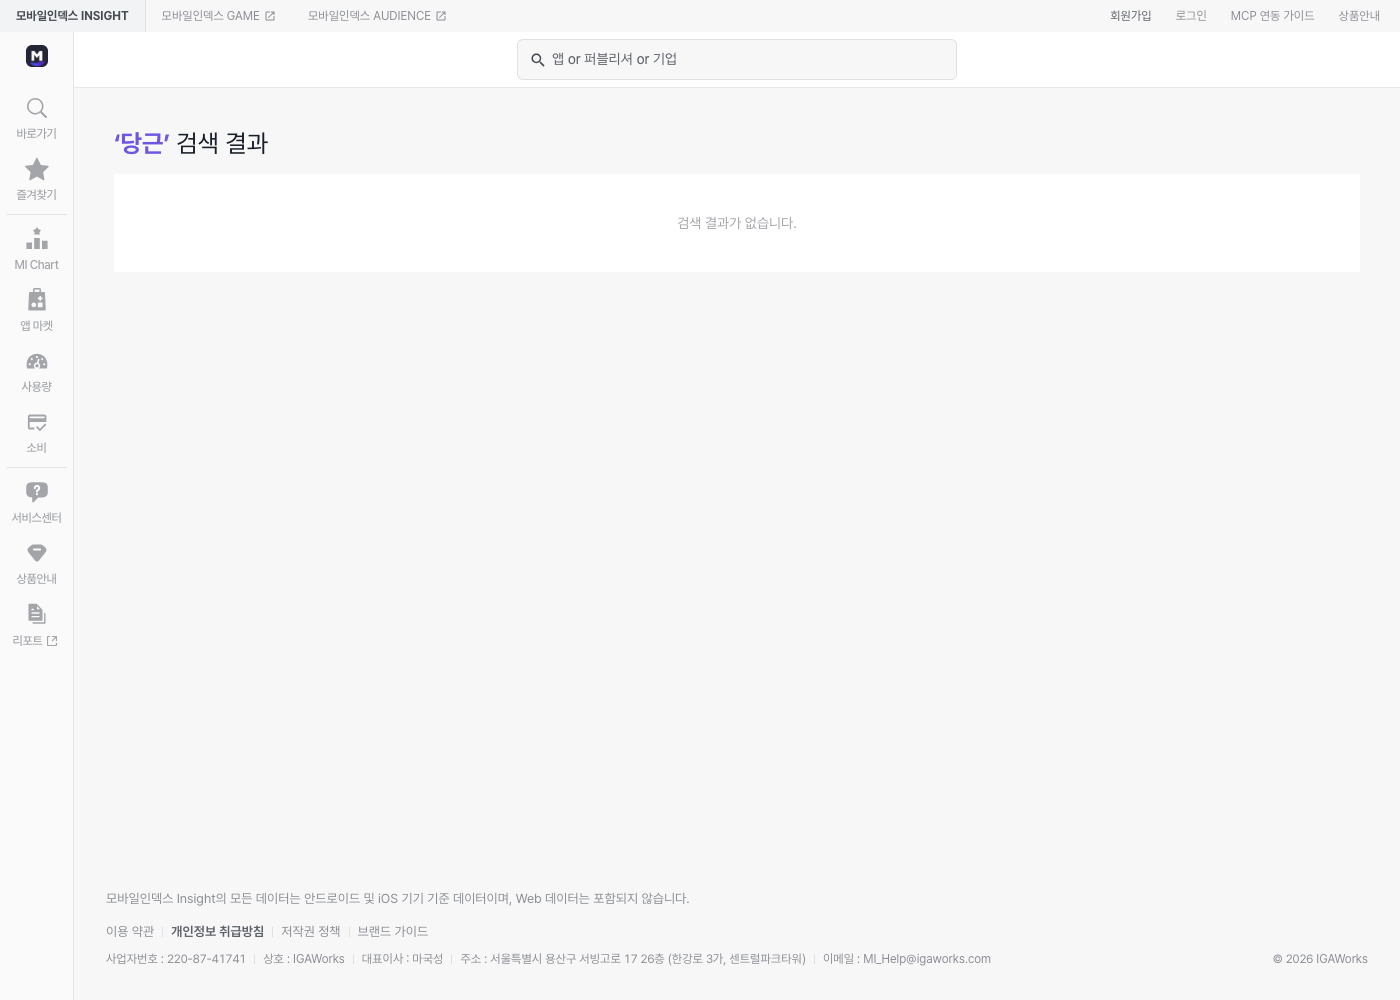 모바일인덱스 INSIGHT
모바일인덱스 GAME
모바일인덱스 AUDIENCE
회원가입
로그인
MCP 연동 가이드
상품안내
M
앱 or 퍼블리셔 or 기업
바로가기
즐겨찾기
MI Chart
앱 마켓
사용량
소비
서비스센터
상품안내
리포트
‘당근’ 검색 결과
검색 결과가 없습니다.
모바일인덱스 Insight의 모든 데이터는 안드로이드 및 iOS 기기 기준 데이터이며, Web 데이터는 포함되지 않습니다.
이용 약관 개인정보 취급방침 저작권 정책 브랜드 가이드
사업자번호 : 220-87-41741 상호 : IGAWorks 대표이사 : 마국성 주소 : 서울특별시 용산구 서빙고로 17 26층 (한강로 3가, 센트럴파크타워) 이메일 : MI_Help@igaworks.com
© 2026 IGAWorks